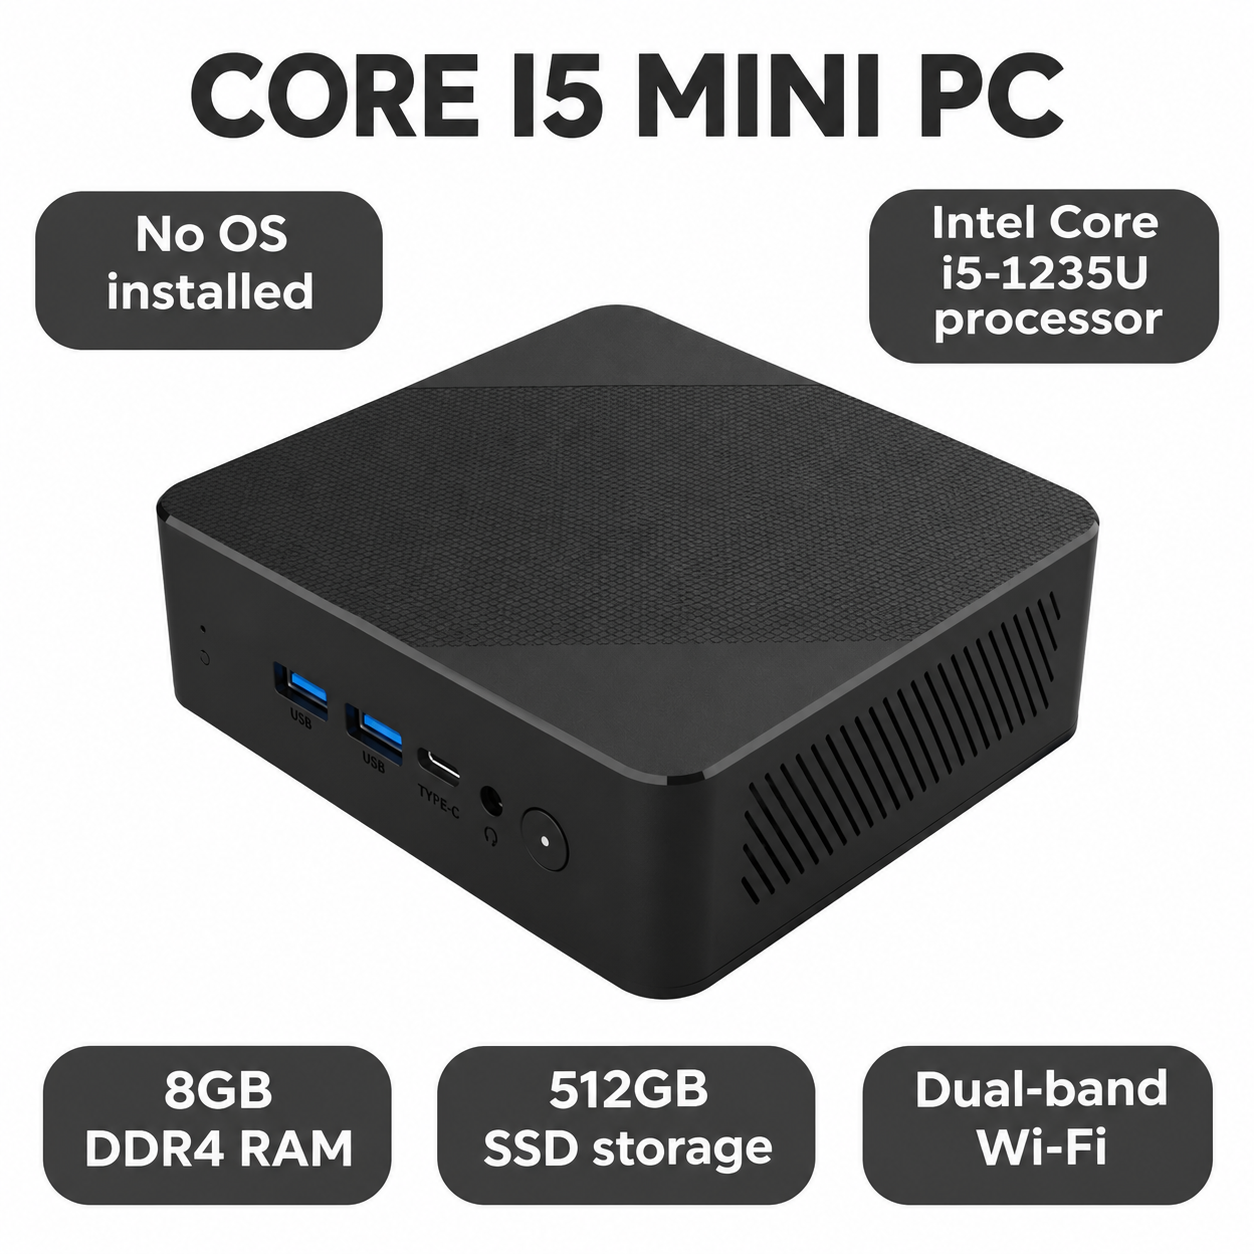 CORE I5 MINI PC
No OS
installed
Intel Core
i5-1235U
processor
USB
USB
TYPE-C
8GB
DDR4 RAM
512GB
SSD storage
Dual-band
Wi-Fi